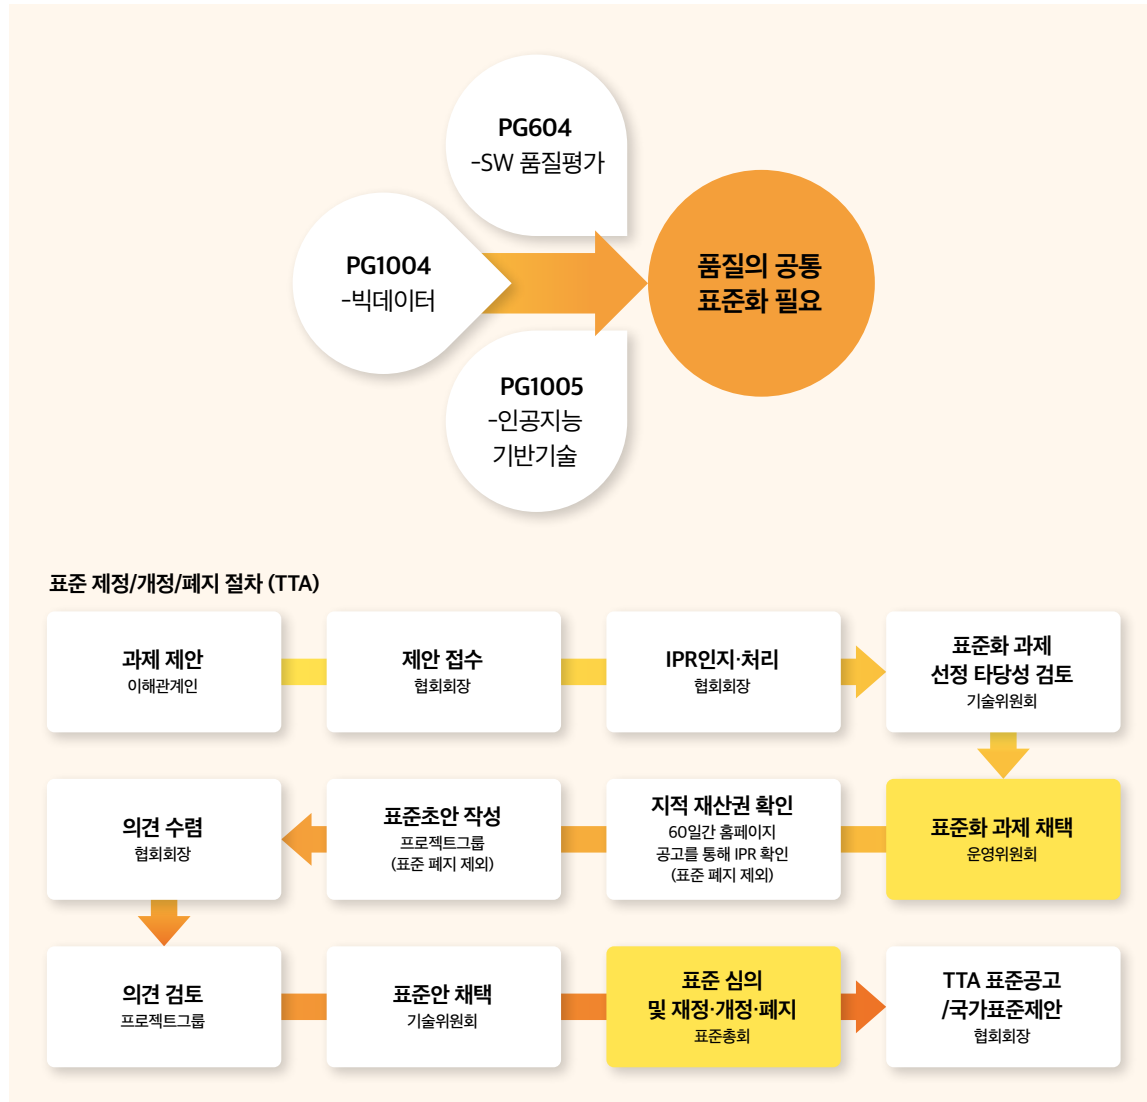 PG604
-SW 품질평가
PG1004
-빅데이터
품질의 공통
표준화 필요
PG1005
-인공지능
기반기술
표준 제정/개정/폐지 절차 (TTA)
과제 제안
이해관계인
제안 접수
협회회장
IPR인지·처리
협회회장
표준화 과제
선정 타당성 검토
기술위원회
의견 수렴
협회회장
표준초안 작성
프로젝트그룹
(표준 폐지 제외)
지적 재산권 확인
60일간 홈페이지
공고를 통해 IPR 확인
(표준 폐지 제외)
표준화 과제 채택
운영위원회
의견 검토
프로젝트그룹
표준안 채택
기술위원회
표준 심의
및 재정·개정·폐지
표준총회
TTA 표준공고
/국가표준제안
협회회장